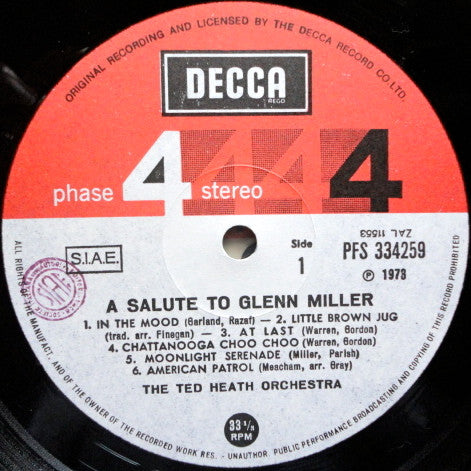 ORIGINAL RECORDING AND LICENSED BY THE DECCA RECORD CO. LTD.
DECCA
REGD
phase 4 stereo 4
ZAL 11553
S.I.A.E.
Side
1
PFS 334259
℗ 1973
SIAE
A SALUTE TO GLENN MILLER
1. IN THE MOOD (Garland, Razaf) — 2. LITTLE BROWN JUG
(trad. arr. Finegan) — 3. AT LAST (Warren, Gordon)
4. CHATTANOOGA CHOO CHOO (Warren, Gordon)
5. MOONLIGHT SERENADE (Miller, Parish)
6. AMERICAN PATROL (Meacham, arr. Gray)
THE TED HEATH ORCHESTRA
33 1/3
RPM
ALL RIGHTS OF THE MANUFACT. AND OF THE OWNER OF THE RECORDED WORK RES. - UNAUTHOR. PUBLIC PERFORMANCE BROADCASTING AND COPYING OF THIS RECORD PROHIBITED